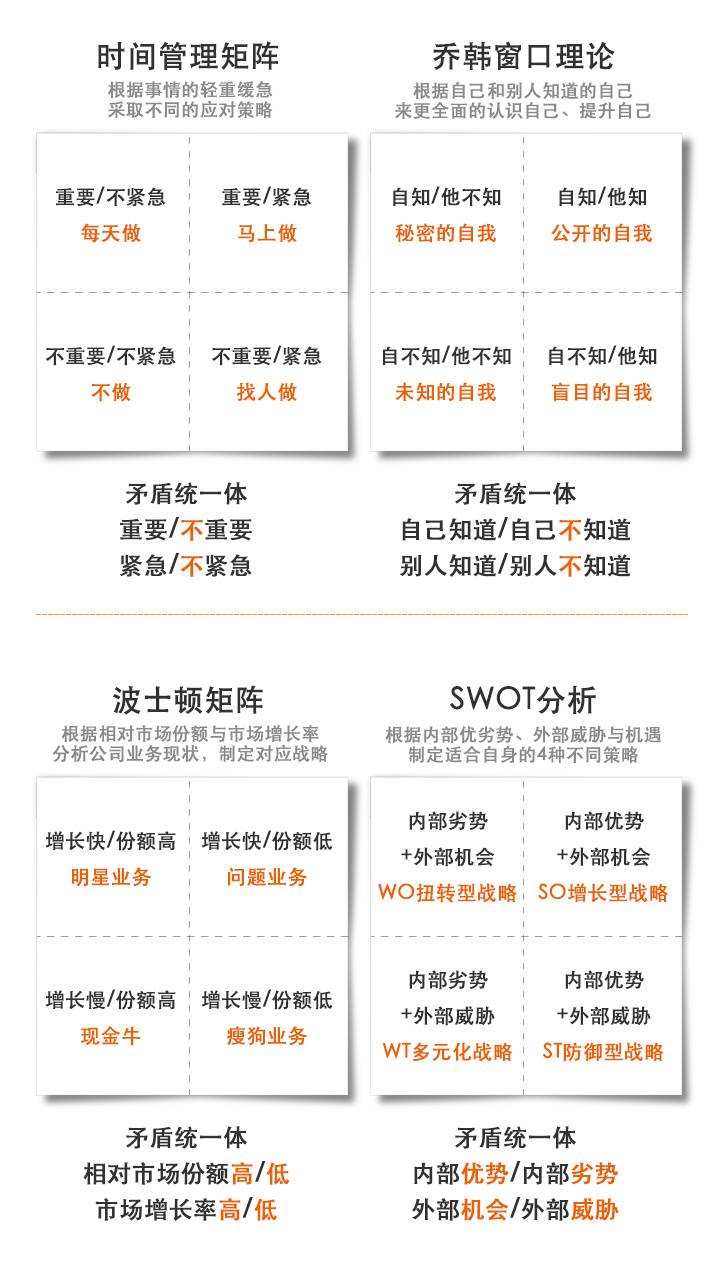 时间管理矩阵
根据事情的轻重缓急
采取不同的应对策略
重要/不紧急
每天做
重要/紧急
马上做
不重要/不紧急
不做
不重要/紧急
找人做
矛盾统一体
重要/不重要
紧急/不紧急
乔韩窗口理论
根据自己和别人知道的自己
来更全面的认识自己、提升自己
自知/他不知
秘密的自我
自知/他知
公开的自我
自不知/他不知
未知的自我
自不知/他知
盲目的自我
矛盾统一体
自己知道/自己不知道
别人知道/别人不知道
波士顿矩阵
根据相对市场份额与市场增长率
分析公司业务现状，制定对应战略
增长快/份额高
明星业务
增长快/份额低
问题业务
增长慢/份额高
现金牛
增长慢/份额低
瘦狗业务
矛盾统一体
相对市场份额高/低
市场增长率高/低
SWOT分析
根据内部优劣势、外部威胁与机遇
制定适合自身的4种不同策略
内部劣势
+外部机会
WO扭转型战略
内部优势
+外部机会
SO增长型战略
内部劣势
+外部威胁
WT多元化战略
内部优势
+外部威胁
ST防御型战略
矛盾统一体
内部优势/内部劣势
外部机会/外部威胁